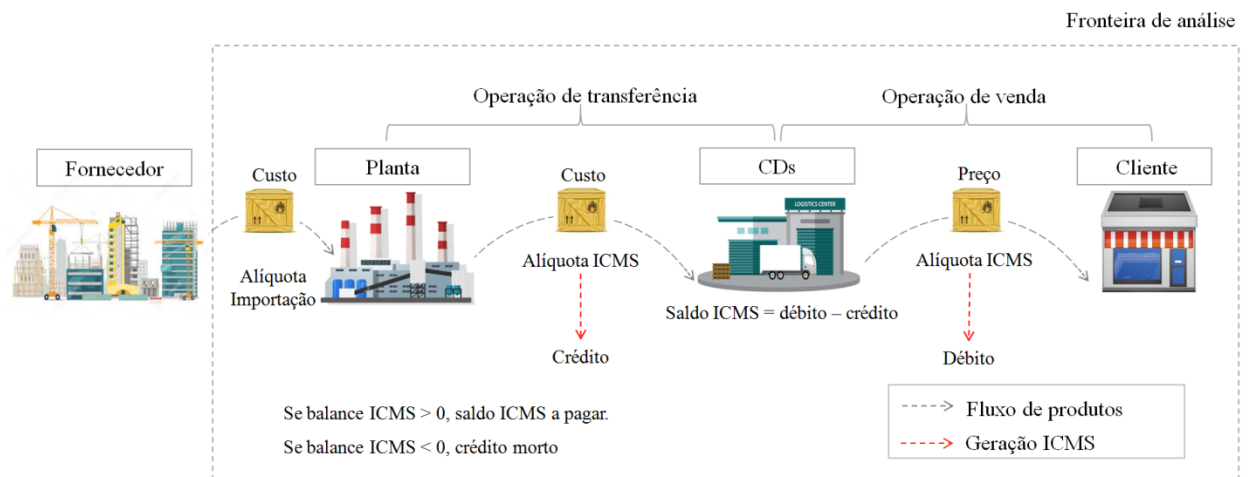 Fronteira de análise
Operação de transferência
Operação de venda
Fornecedor
Custo
Planta
Custo
CDs
Preço
Cliente
LOGISTICS CENTER
Alíquota
Importação
Alíquota ICMS
Alíquota ICMS
Saldo ICMS = débito – crédito
Crédito
Débito
Se balance ICMS > 0, saldo ICMS a pagar.
Se balance ICMS < 0, crédito morto
Fluxo de produtos
Geração ICMS